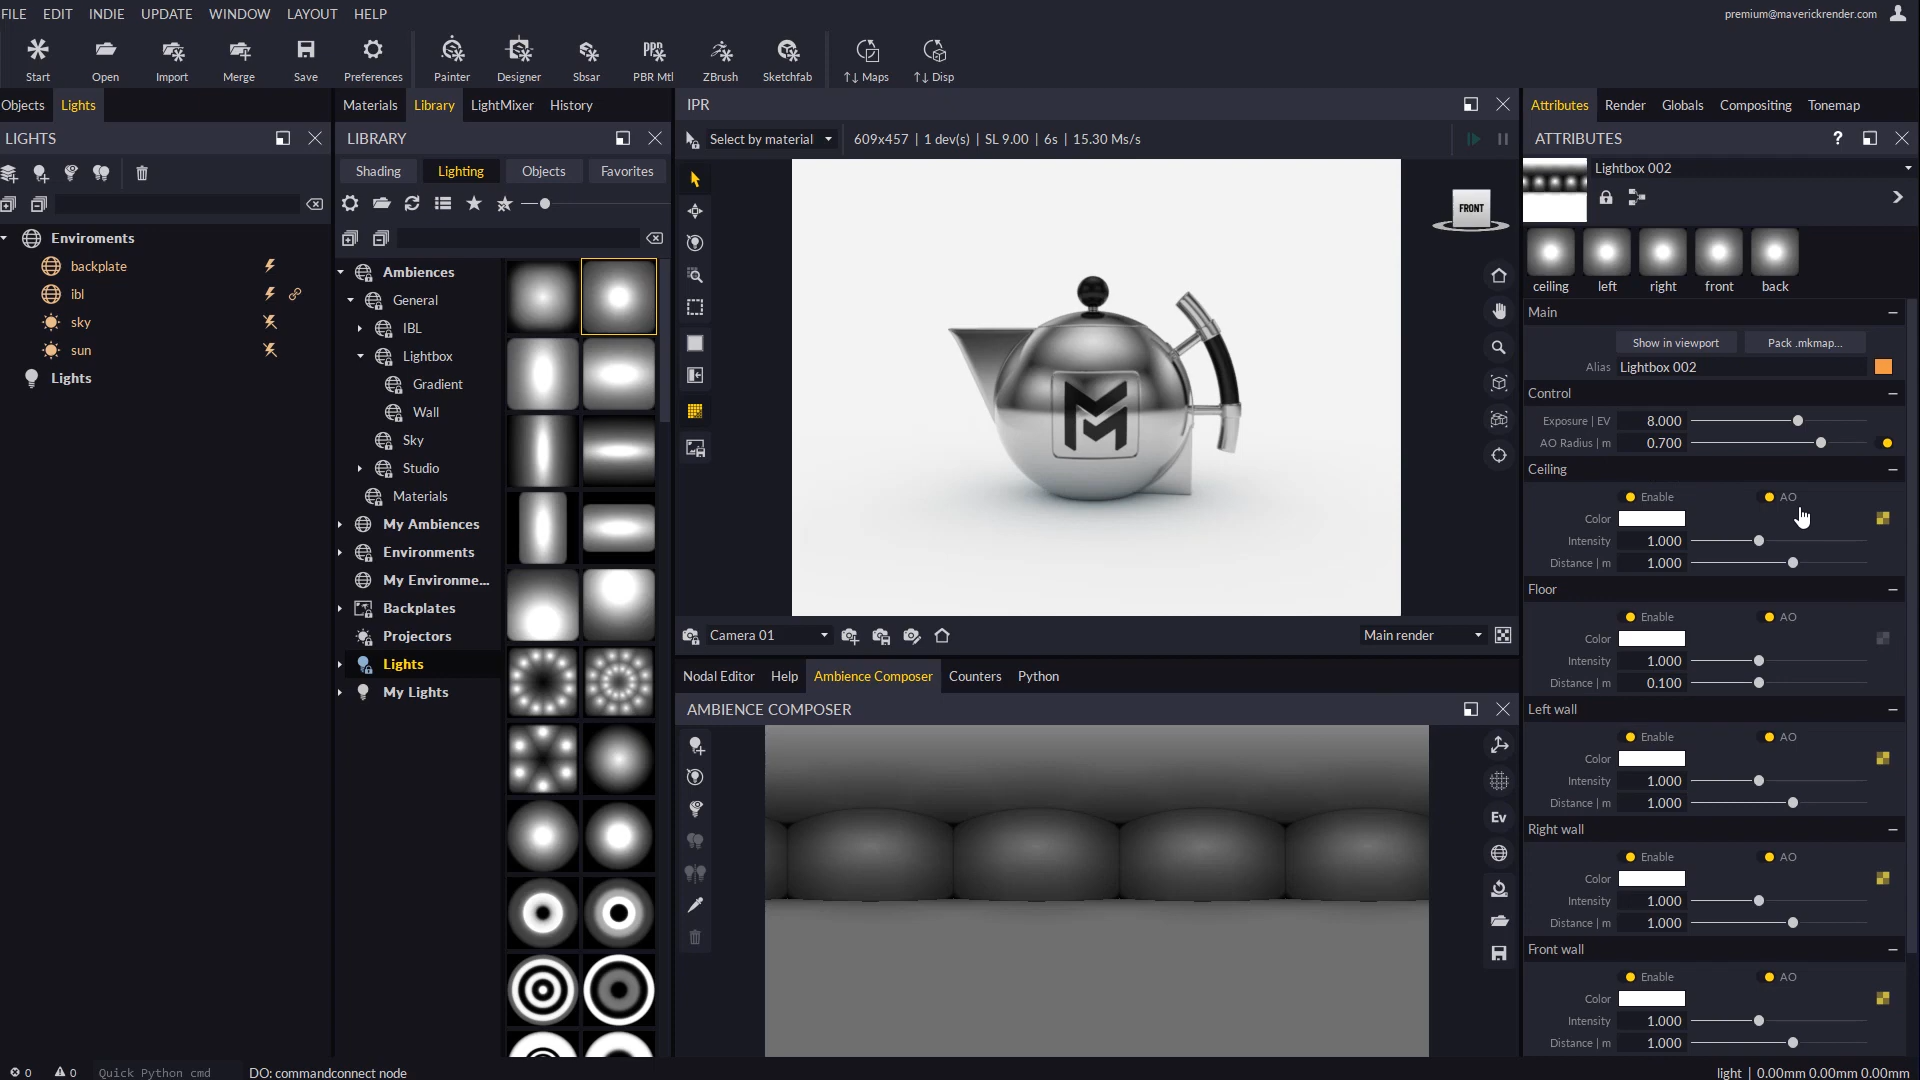 FILE EDIT INDIE UPDATE WINDOW LAYOUT HELP
premium@maverickrender.com
Start Open Import Merge Save Preferences Painter Designer Sbsar PBR Mtl ZBrush Sketchfab ↑↓ Maps ↑↓ Disp
PBR
Objects Lights
LIGHTS
Enviroments
backplate
ibl
sky
sun
Lights
Materials Library LightMixer History
LIBRARY
Shading Lighting Objects Favorites
Ambiences
General
IBL
Lightbox
Gradient
Wall
Sky
Studio
Materials
My Ambiences
Environments
My Environme...
Backplates
Projectors
Lights
My Lights
IPR
Select by material 609x457 | 1 dev(s) | SL 9.00 | 6s | 15.30 Ms/s
FRONT
M
Camera 01 Main render
Nodal Editor Help Ambience Composer Counters Python
AMBIENCE COMPOSER
Ev
Attributes Render Globals Compositing Tonemap
ATTRIBUTES ?
Lightbox 002
ceiling left right front back
Main
Show in viewport Pack .mkmap...
Alias Lightbox 002
Control
Exposure | EV 8.000
AO Radius | m 0.700
Ceiling
Enable AO
Color
Intensity 1.000
Distance | m 1.000
Floor
Enable AO
Color
Intensity 1.000
Distance | m 0.100
Left wall
Enable AO
Color
Intensity 1.000
Distance | m 1.000
Right wall
Enable AO
Color
Intensity 1.000
Distance | m 1.000
Front wall
Enable AO
Color
Intensity 1.000
Distance | m 1.000
0 0 Quick Python cmd DO: commandconnect node
light | 0.00mm 0.00mm 0.00mm